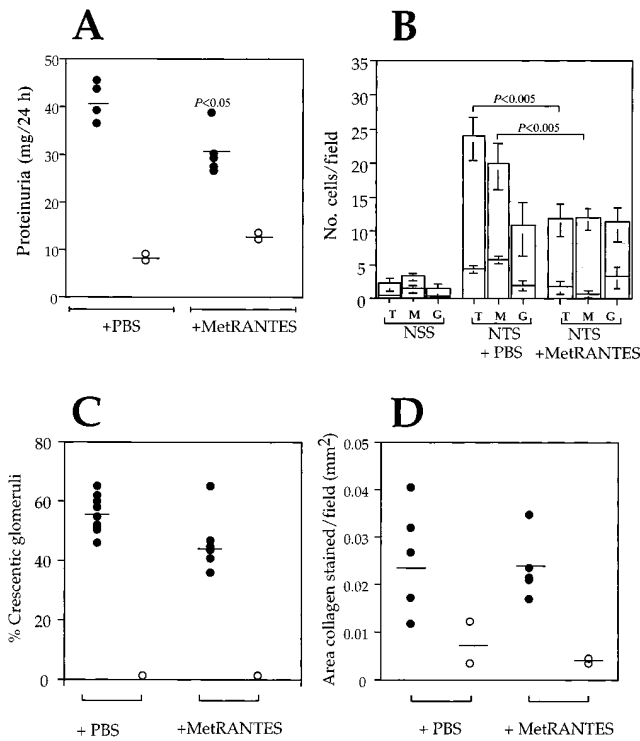 A
Proteinuria (mg/24 h)
50
40
30
20
10
0
P<0.05
+PBS
+MetRANTES
B
No. cells/field
35
30
25
20
15
10
5
0
P<0.005
P<0.005
T M G T M G T M G
NSS NTS NTS
+ PBS +MetRANTES
C
% Crescentic glomeruli
80
60
40
20
0
+ PBS
+MetRANTES
D
Area collagen stained/field (mm²)
0.05
0.04
0.03
0.02
0.01
0
+ PBS
+ MetRANTES